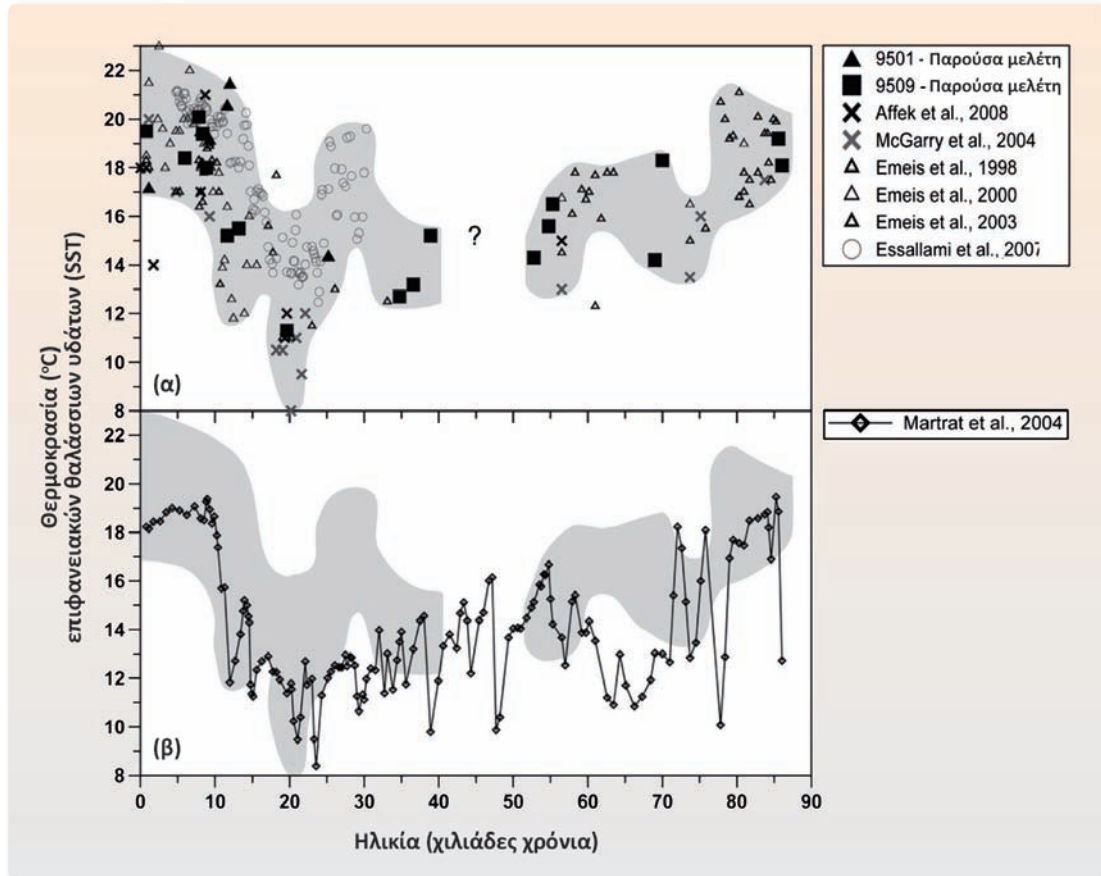 22
20
18
16
14
12
10
8
(α)
?
9501 - Παρούσα μελέτη
9509 - Παρούσα μελέτη
Affek et al., 2008
McGarry et al., 2004
Emeis et al., 1998
Emeis et al., 2000
Emeis et al., 2003
Essallami et al., 2007
Θερμοκρασία (°C)
επιφανειακών θαλάσσιων υδάτων (SST)
22
20
18
16
14
12
10
8
(β)
Martrat et al., 2004
0 10 20 30 40 50 60 70 80 90
Ηλικία (χιλιάδες χρόνια)